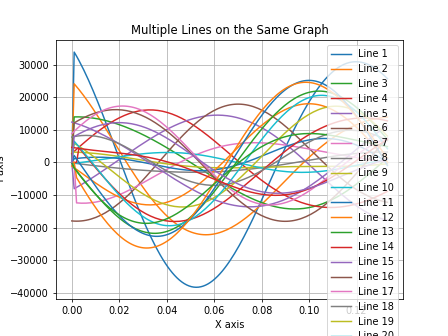 Multiple Lines on the Same Graph
30000
20000
10000
0
−10000
−20000
−30000
−40000
0.00
0.02
0.04
0.06
0.08
0.10
X axis
Line 1
Line 2
Line 3
Line 4
Line 5
Line 6
Line 7
Line 8
Line 9
Line 10
Line 11
Line 12
Line 13
Line 14
Line 15
Line 16
Line 17
Line 18
Line 19
Line 20